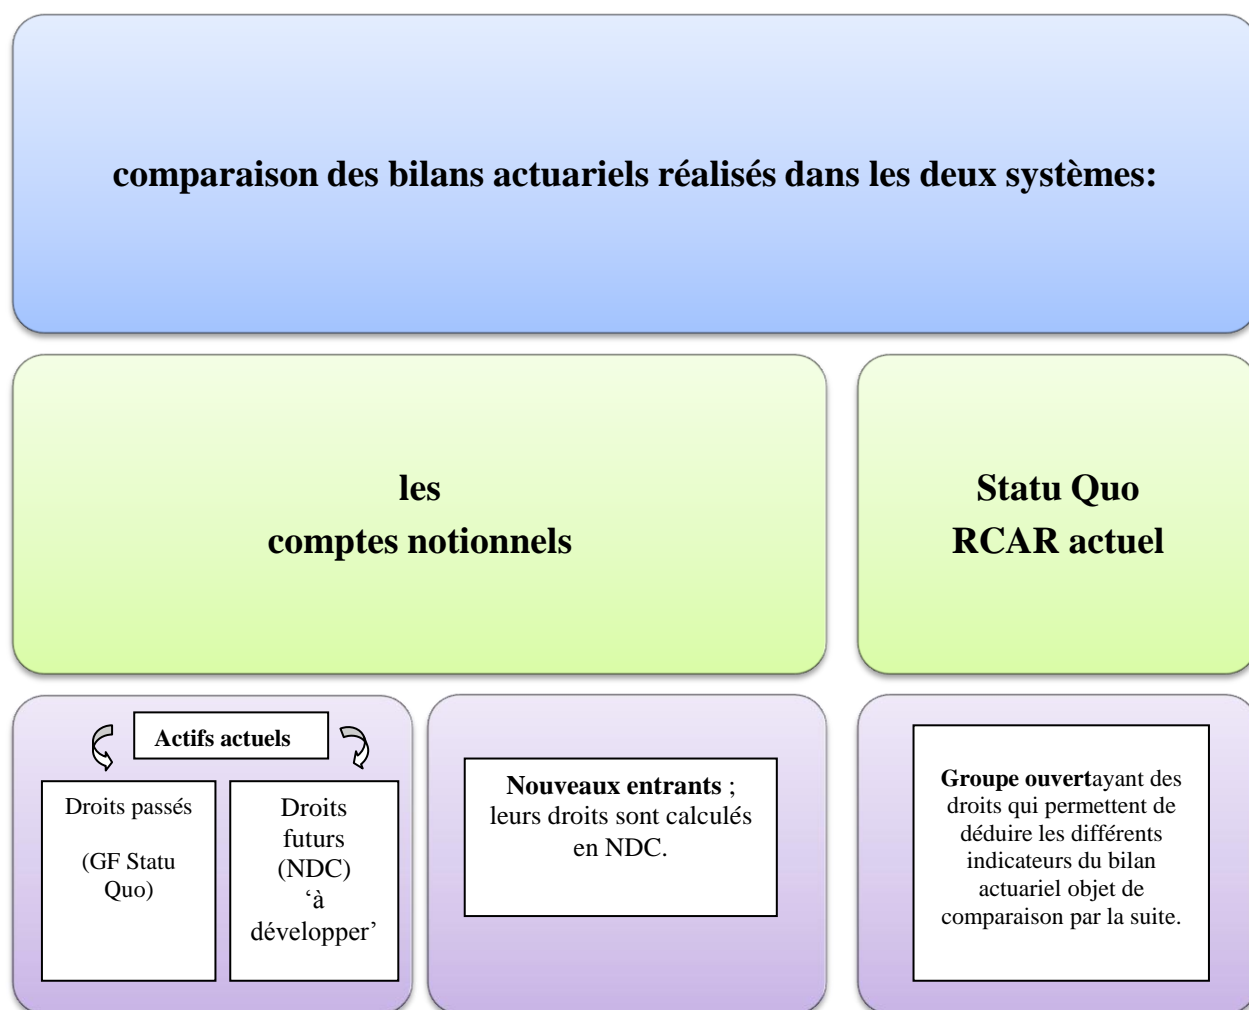 comparaison des bilans actuariels réalisés dans les deux systèmes:
les
comptes notionnels
Statu Quo
RCAR actuel
Actifs actuels
Droits passés
(GF Statu
Quo)
Droits
futurs
(NDC)
‘à
développer’
Nouveaux entrants ;
leurs droits sont calculés
en NDC.
Groupe ouvertayant des
droits qui permettent de
déduire les différents
indicateurs du bilan
actuariel objet de
comparaison par la suite.